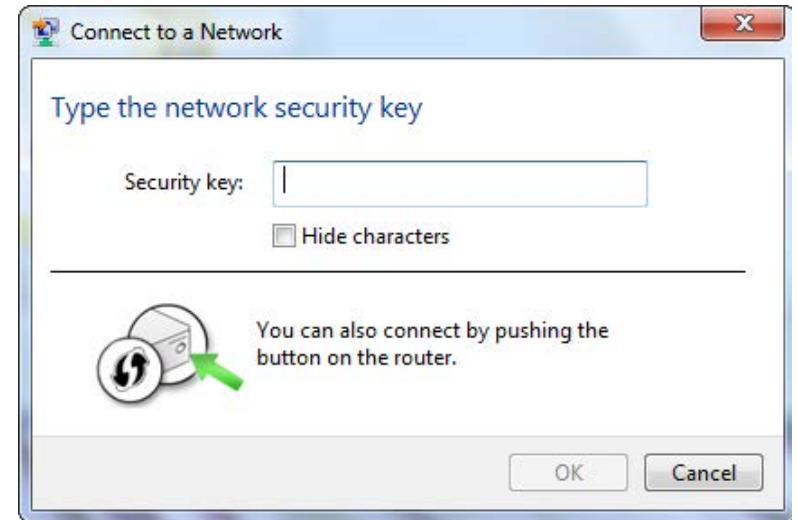 Connect to a Network
Type the network security key
Security key:
Hide characters
You can also connect by pushing the
button on the router.
OK
Cancel